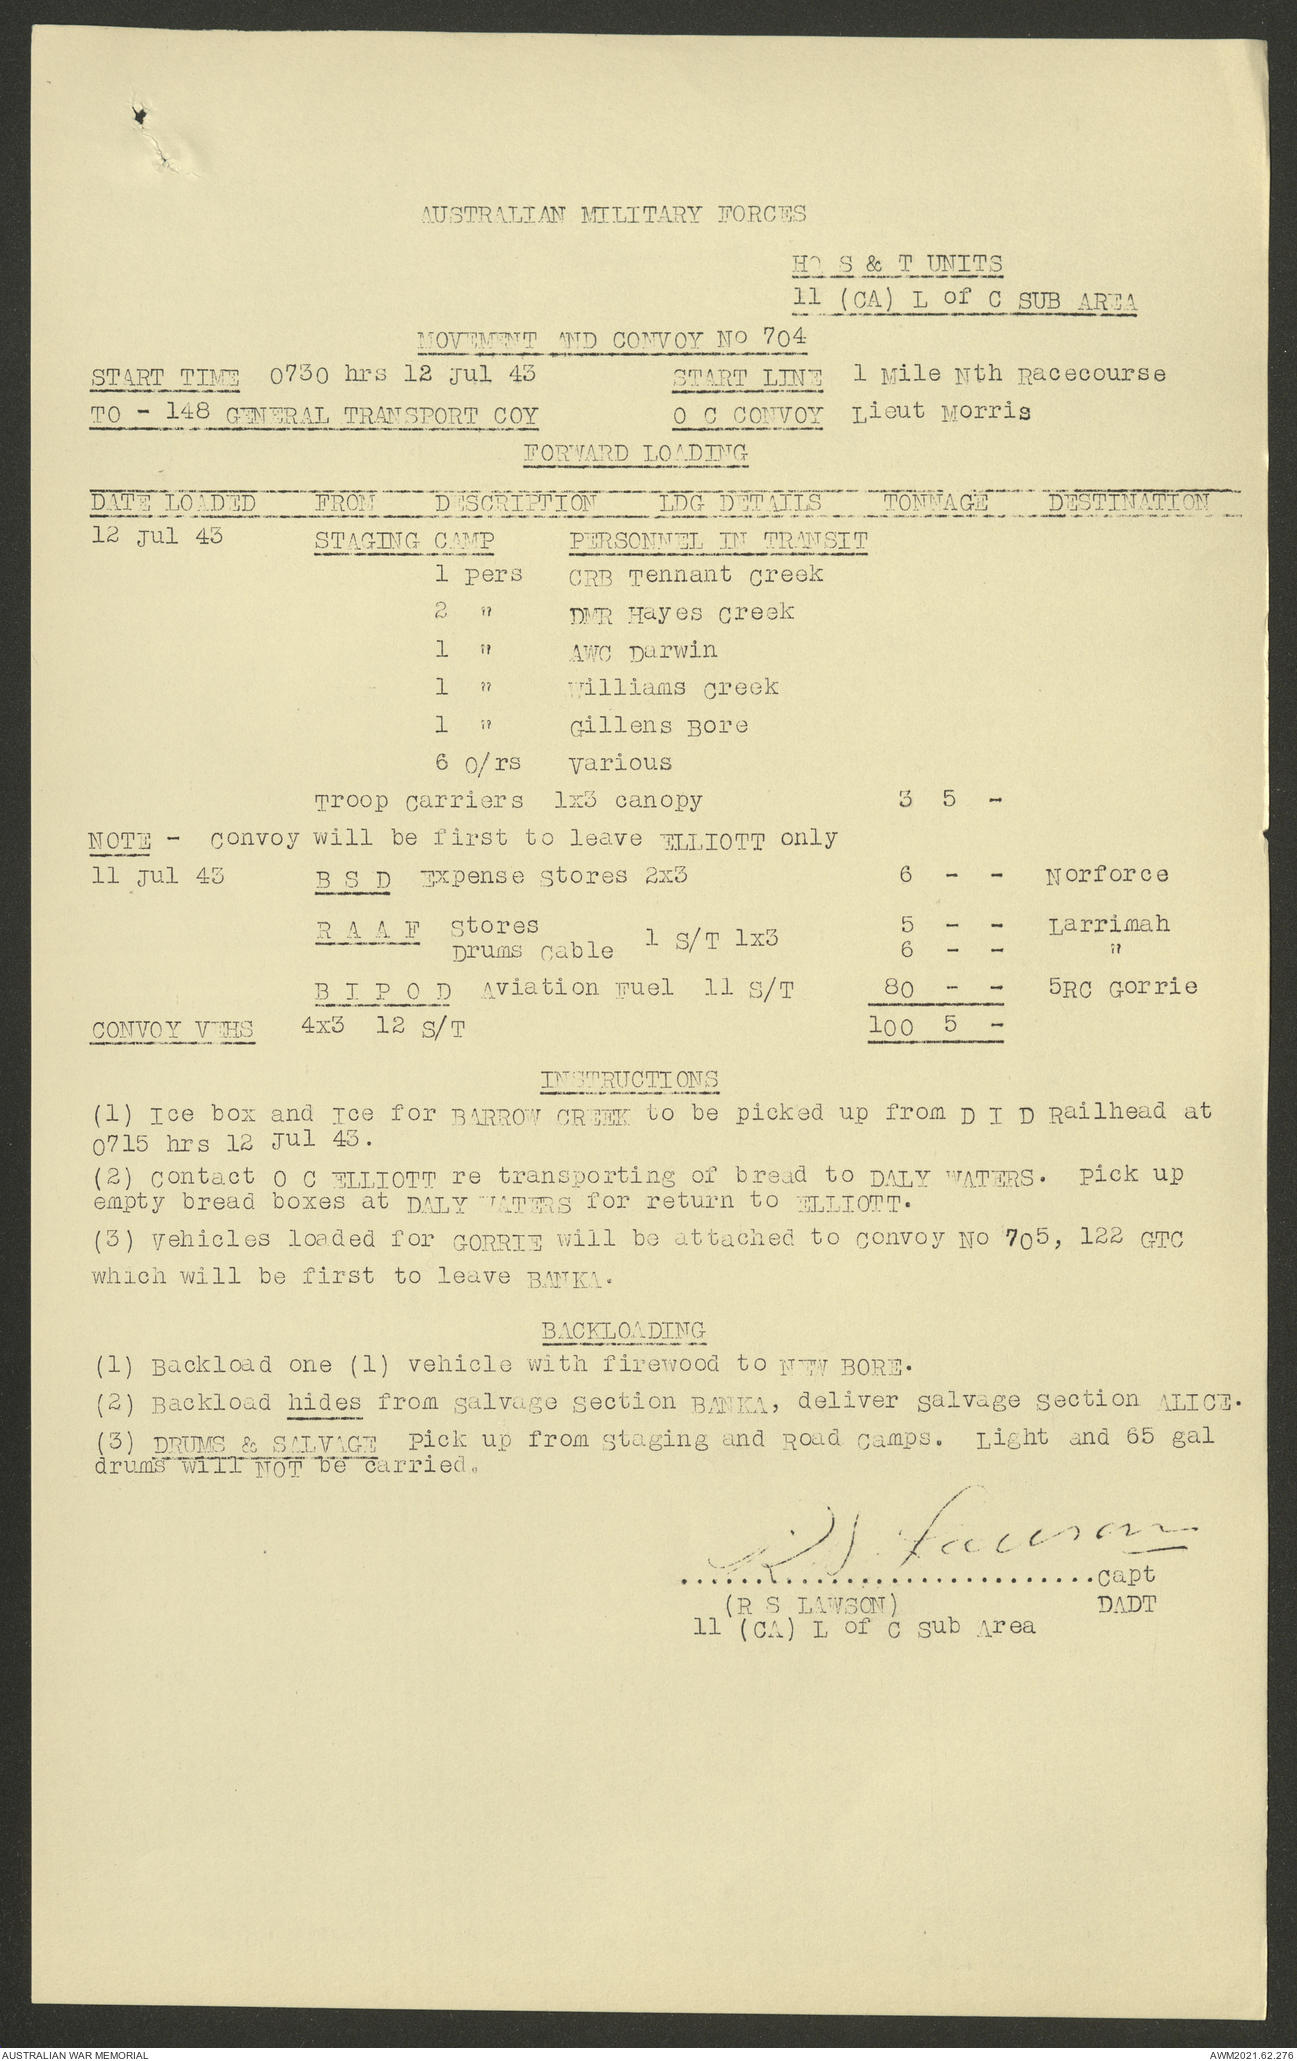 AUSTRALIAN MILITARY FORCES
HQ S & T UNITS
11 (CA) L of C SUB AREA
MOVEMENT AND CONVOY No 704
START TIME 0730 hrs 12 Jul 43 START LINE 1 Mile Nth Racecourse
TO - 148 GENERAL TRANSPORT COY O C CONVOY Lieut Morris
FORWARD LOADING
DATE LOADED FROM DESCRIPTION LDG DETAILS TONNAGE DESTINATION
12 Jul 43 STAGING CAMP PERSONNEL IN TRANSIT
1 Pers CRB Tennant Creek
2 " DMR Hayes Creek
1 " AWC Darwin
1 " Williams Creek
1 " Gillens Bore
6 O/rs Various
Troop Carriers 1x3 canopy 3 5 -
NOTE - Convoy will be first to leave ELLIOTT only
11 Jul 43 B S D Expense Stores 2x3 6 - - Norforce
R A A F Stores 1 S/T 1x3 5 - - Larrimah
Drums Cable 6 - - "
B I P O D Aviation Fuel 11 S/T 80 - - 5RC Gorrie
CONVOY VEHS 4x3 12 S/T 100 5 -
INSTRUCTIONS
(1) Ice box and Ice for BARROW CREEK to be picked up from D I D Railhead at
0715 hrs 12 Jul 43.
(2) Contact O C ELLIOTT re transporting of bread to DALY WATERS. Pick up
empty bread boxes at DALY WATERS for return to ELLIOTT.
(3) Vehicles loaded for GORRIE will be attached to Convoy No 705, 122 GTC
which will be first to leave BANKA.
BACKLOADING
(1) Backload one (1) vehicle with firewood to NEW BORE.
(2) Backload hides from Salvage Section BANKA, deliver Salvage Section ALICE.
(3) DRUMS & SALVAGE Pick up from Staging and Road Camps. Light and 65 gal
drums will NOT be carried.
R S Lawson
............................Capt
(R S LAWSON) DADT
11 (CA) L of C Sub Area
AUSTRALIAN WAR MEMORIAL AWM2021.62.276